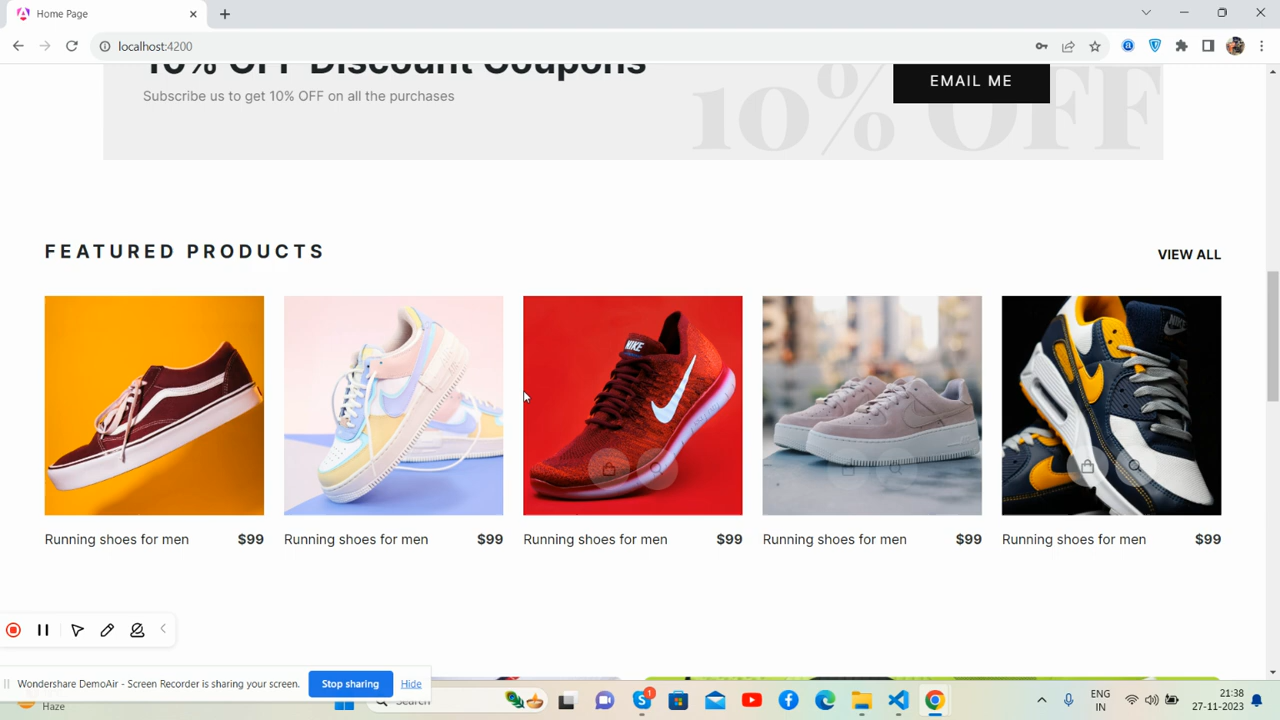 Home Page
localhost:4200
10% OFF Discount Coupons
Subscribe us to get 10% OFF on all the purchases
EMAIL ME
10% OFF
FEATURED PRODUCTS
VIEW ALL
NIKE
Running shoes for men $99
Running shoes for men $99
Running shoes for men $99
Running shoes for men $99
Running shoes for men $99
Wondershare DemoAir - Screen Recorder is sharing your screen.
Stop sharing
Hide
Haze
Search
1
ENG
IN
21:38
27-11-2023